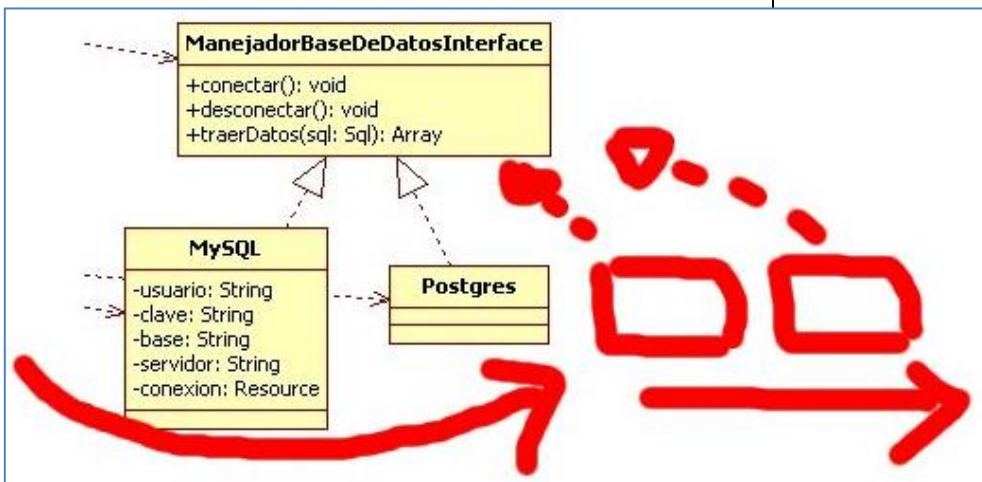 ManejadorBaseDeDatosInterface
+conectar(): void
+desconectar(): void
+traerDatos(sql: Sql): Array
MySQL
-usuario: String
-clave: String
-base: String
-servidor: String
-conexion: Resource
Postgres